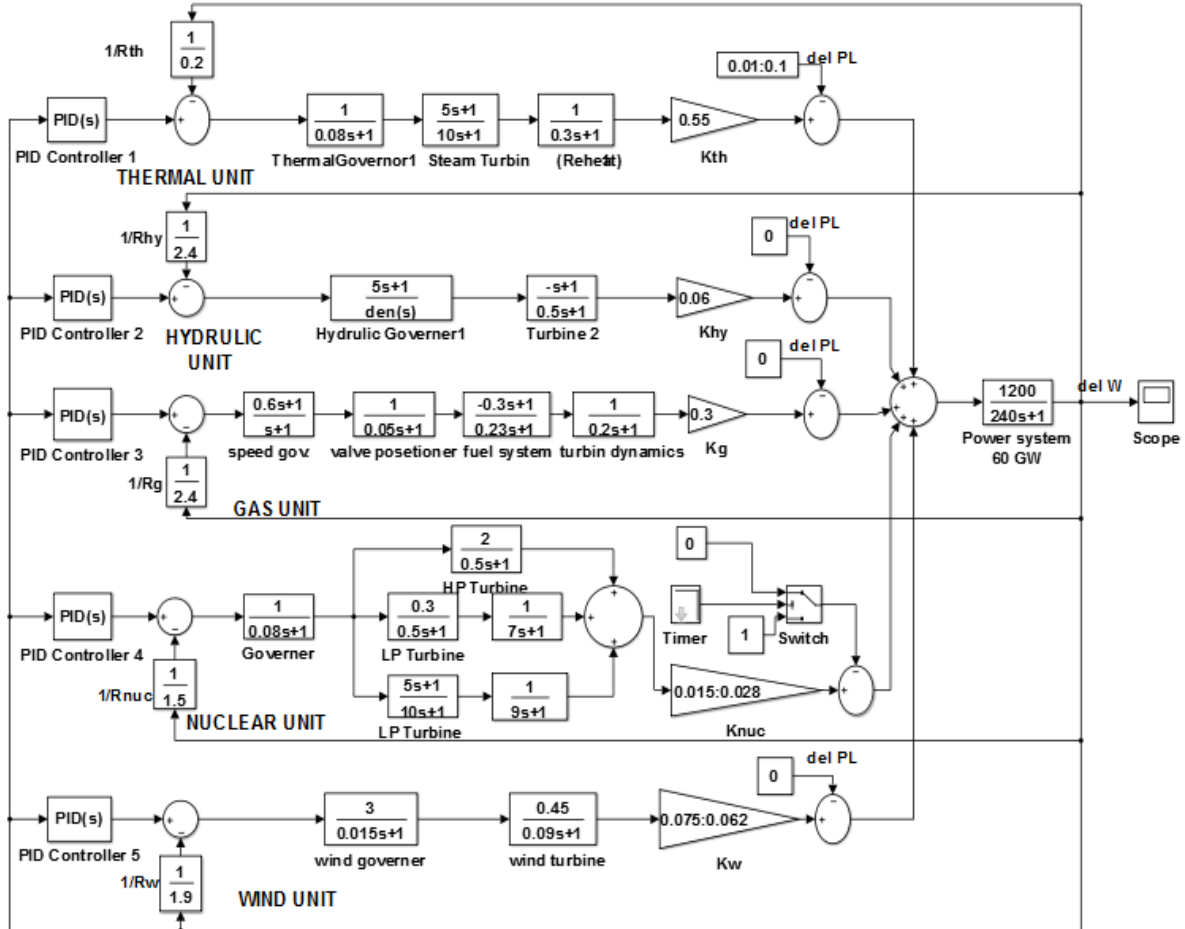 1/Rth
1
0.2
del PL
0.01:0.1
PID(s)
1
0.08s+1
5s+1
10s+1
1
0.3s+1
0.55
PID Controller 1
ThermalGovernor1
Steam Turbin
Kth
THERMAL UNIT
1/Rhy
1
2.4
0
del PL
PID(s)
5s+1
den(s)
-s+1
0.5s+1
0.06
PID Controller 2
HYDRULIC
UNIT
Hydrulic Governer1
Turbine 2
Khy
0
del PL
PID(s)
0.6s+1
s+1
1
0.05s+1
-0.3s+1
0.23s+1
1
0.2s+1
0.3
1200
240s+1
del W
PID Controller 3
speed gov.
valve posetioner
fuel system
turbin dynamics
Kg
Power system
60 GW
Scope
1/Rg
1
2.4
GAS UNIT
2
0.5s+1
HP Turbine
0
PID(s)
1
0.08s+1
0.3
0.5s+1
1
7s+1
Timer
1
Switch
PID Controller 4
Governer
LP Turbine
1/Rnuc
1
1.5
5s+1
10s+1
1
9s+1
0.015:0.028
NUCLEAR UNIT
LP Turbine
Knuc
0
del PL
PID(s)
3
0.015s+1
0.45
0.09s+1
0.075:0.062
PID Controller 5
wind governer
wind turbine
Kw
1/Rw
1
1.9
WIND UNIT